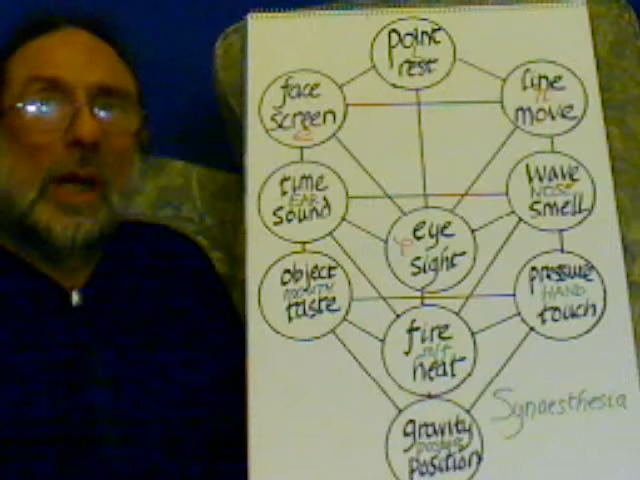 point
rest
face
screen
e
line
π
move
time
EAR
sound
wave
NOSE
smell
φ eye
sight
object
MOUTH
taste
pressure
HAND
touch
fire
heat
gravity
position
Synaesthesia